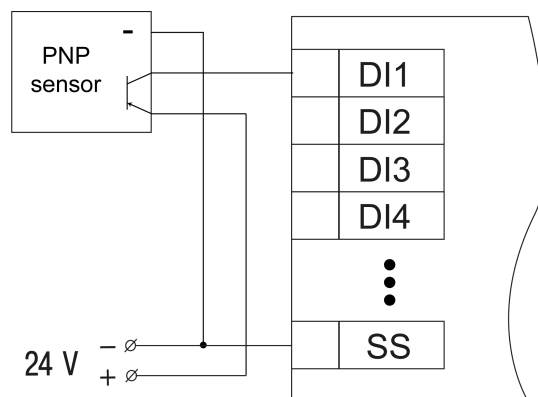 -
PNP
sensor
DI1
DI2
DI3
DI4
SS
24 V
−
+